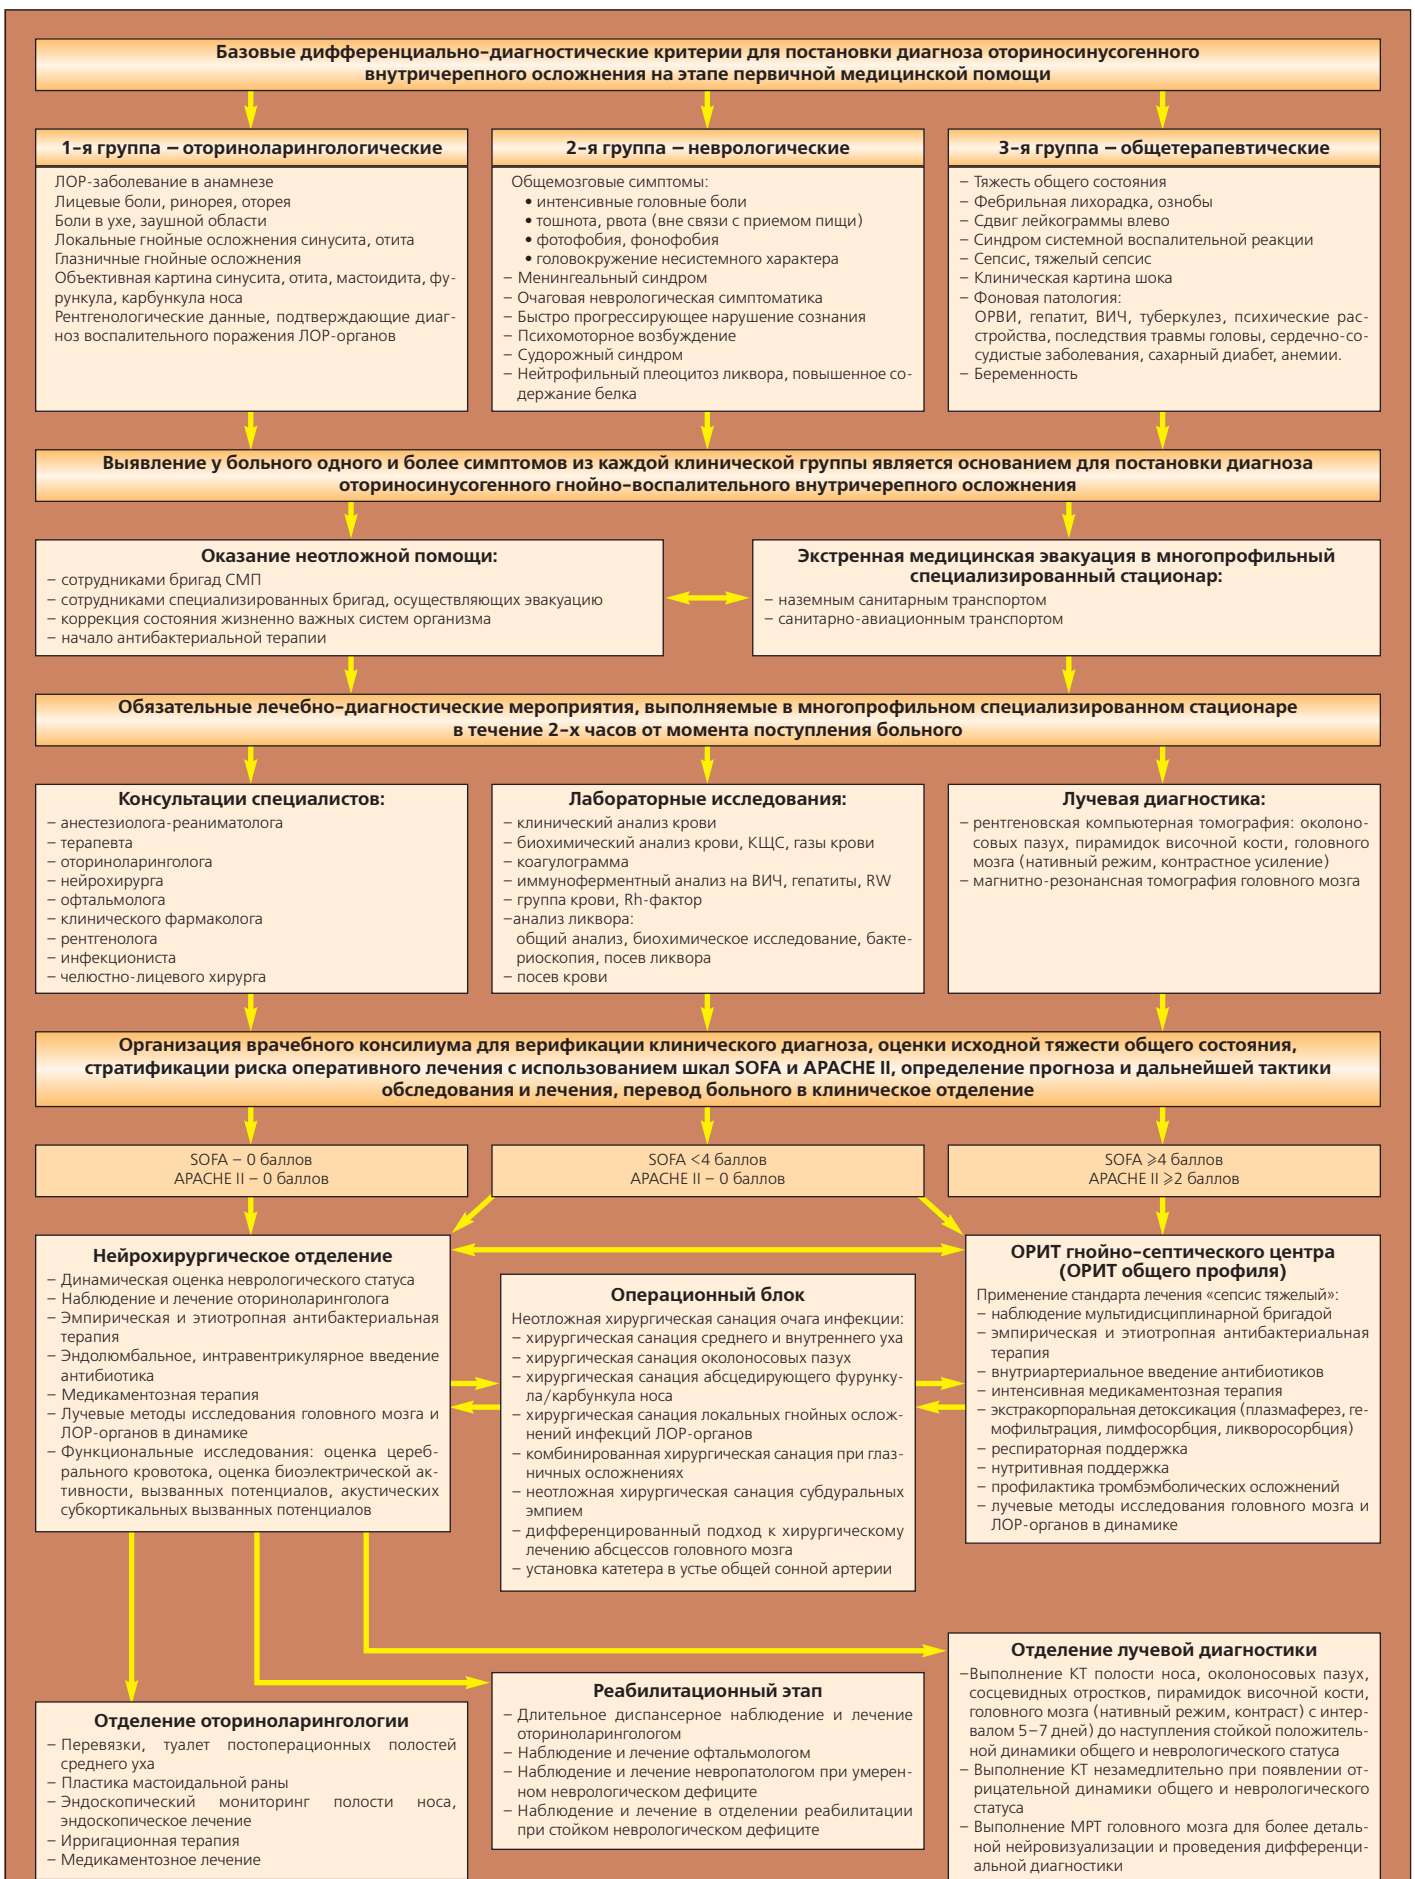 Базовые дифференциально-диагностические критерии для постановки диагноза оториносинусогенного
внутричерепного осложнения на этапе первичной медицинской помощи
1-я группа – оториноларингологические
ЛОР-заболевание в анамнезе
Лицевые боли, ринорея, оторея
Боли в ухе, заушной области
Локальные гнойные осложнения синусита, отита
Глазничные гнойные осложнения
Объективная картина синусита, отита, мастоидита, фу-
рункула, карбункула носа
Рентгенологические данные, подтверждающие диаг-
ноз воспалительного поражения ЛОР-органов
2-я группа – неврологические
Общемозговые симптомы:
• интенсивные головные боли
• тошнота, рвота (вне связи с приемом пищи)
• фотофобия, фонофобия
• головокружение несистемного характера
– Менингеальный синдром
– Очаговая неврологическая симптоматика
– Быстро прогрессирующее нарушение сознания
– Психомоторное возбуждение
– Судорожный синдром
– Нейтрофильный плеоцитоз ликвора, повышенное со-
держание белка
3-я группа – общетерапевтические
– Тяжесть общего состояния
– Фебрильная лихорадка, ознобы
– Сдвиг лейкограммы влево
– Синдром системной воспалительной реакции
– Сепсис, тяжелый сепсис
– Клиническая картина шока
– Фоновая патология:
ОРВИ, гепатит, ВИЧ, туберкулез, психические рас-
стройства, последствия травмы головы, сердечно-со-
судистые заболевания, сахарный диабет, анемии.
– Беременность
Выявление у больного одного и более симптомов из каждой клинической группы является основанием для постановки диагноза
оториносинусогенного гнойно-воспалительного внутричерепного осложнения
Оказание неотложной помощи:
– сотрудниками бригад СМП
– сотрудниками специализированных бригад, осуществляющих эвакуацию
– коррекция состояния жизненно важных систем организма
– начало антибактериальной терапии
Экстренная медицинская эвакуация в многопрофильный
специализированный стационар:
– наземным санитарным транспортом
– санитарно-авиационным транспортом
Обязательные лечебно-диагностические мероприятия, выполняемые в многопрофильном специализированном стационаре
в течение 2-х часов от момента поступления больного
Консультации специалистов:
– анестезиолога-реаниматолога
– терапевта
– оториноларинголога
– нейрохирурга
– офтальмолога
– клинического фармаколога
– рентгенолога
– инфекциониста
– челюстно-лицевого хирурга
Лабораторные исследования:
– клинический анализ крови
– биохимический анализ крови, КЩС, газы крови
– коагулограмма
– иммуноферментный анализ на ВИЧ, гепатиты, RW
– группа крови, Rh-фактор
–анализ ликвора:
общий анализ, биохимическое исследование, бакте-
риоскопия, посев ликвора
– посев крови
Лучевая диагностика:
– рентгеновская компьютерная томография: околоно-
совых пазух, пирамидок височной кости, головного
мозга (нативный режим, контрастное усиление)
– магнитно-резонансная томография головного мозга
Организация врачебного консилиума для верификации клинического диагноза, оценки исходной тяжести общего состояния,
стратификации риска оперативного лечения с использованием шкал SOFA и APACHE II, определение прогноза и дальнейшей тактики
обследования и лечения, перевод больного в клиническое отделение
SOFA – 0 баллов
APACHE II – 0 баллов
SOFA <4 баллов
APACHE II – 0 баллов
SOFA ⩾4 баллов
APACHE II ⩾2 баллов
Нейрохирургическое отделение
– Динамическая оценка неврологического статуса
– Наблюдение и лечение оториноларинголога
– Эмпирическая и этиотропная антибактериальная
терапия
– Эндолюмбальное, интравентрикулярное введение
антибиотика
– Медикаментозная терапия
– Лучевые методы исследования головного мозга и
ЛОР-органов в динамике
– Функциональные исследования: оценка цереб-
рального кровотока, оценка биоэлектрической ак-
тивности, вызванных потенциалов, акустических
субкортикальных вызванных потенциалов
Операционный блок
Неотложная хирургическая санация очага инфекции:
– хирургическая санация среднего и внутреннего уха
– хирургическая санация околоносовых пазух
– хирургическая санация абсцедирующего фурунку-
ла/карбункула носа
– хирургическая санация локальных гнойных ослож-
нений инфекций ЛОР-органов
– комбинированная хирургическая санация при глаз-
ничных осложнениях
– неотложная хирургическая санация субдуральных
эмпием
– дифференцированный подход к хирургическому
лечению абсцессов головного мозга
– установка катетера в устье общей сонной артерии
ОРИТ гнойно-септического центра
(ОРИТ общего профиля)
Применение стандарта лечения «сепсис тяжелый»:
– наблюдение мультидисциплинарной бригадой
– эмпирическая и этиотропная антибактериальная
терапия
– внутриартериальное введение антибиотиков
– интенсивная медикаментозная терапия
– экстракорпоральная детоксикация (плазмаферез, ге-
мофильтрация, лимфосорбция, ликворосорбция)
– респираторная поддержка
– нутритивная поддержка
– профилактика тромбэмболических осложнений
– лучевые методы исследования головного мозга и
ЛОР-органов в динамике
Отделение оториноларингологии
– Перевязки, туалет постоперационных полостей
среднего уха
– Пластика мастоидальной раны
– Эндоскопический мониторинг полости носа,
эндоскопическое лечение
– Ирригационная терапия
– Медикаментозное лечение
Реабилитационный этап
– Длительное диспансерное наблюдение и лечение
оториноларингологом
– Наблюдение и лечение офтальмологом
– Наблюдение и лечение невропатологом при умерен-
ном неврологическом дефиците
– Наблюдение и лечение в отделении реабилитации
при стойком неврологическом дефиците
Отделение лучевой диагностики
–Выполнение КТ полости носа, околоносовых пазух,
сосцевидных отростков, пирамидок височной кости,
головного мозга (нативный режим, контраст) с интер-
валом 5–7 дней) до наступления стойкой положитель-
ной динамики общего и неврологического статуса
– Выполнение КТ незамедлительно при появлении от-
рицательной динамики общего и неврологического
статуса
– Выполнение МРТ головного мозга для более деталь-
ной нейровизуализации и проведения дифференци-
альной диагностики